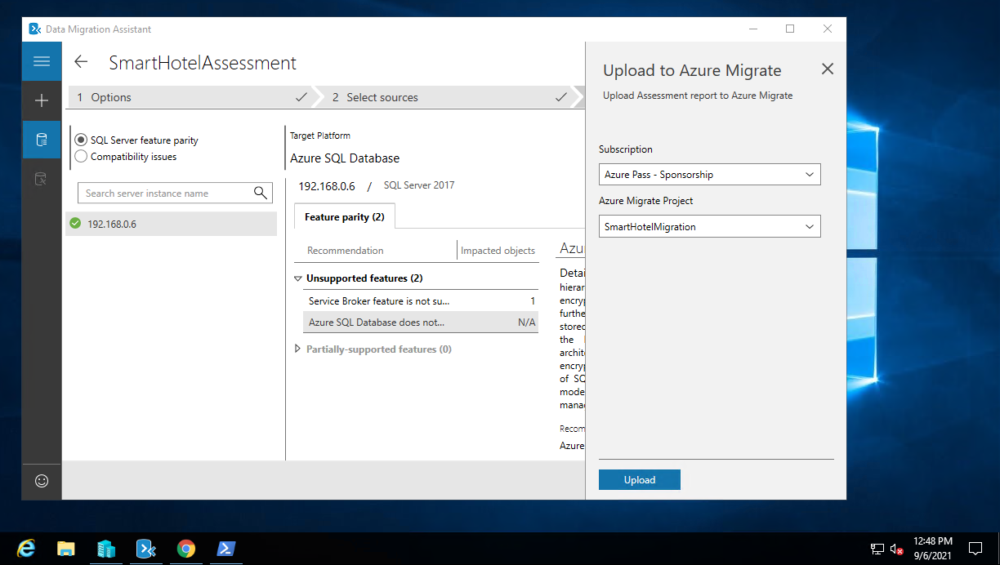 Data Migration Assistant
SmartHotelAssessment
1 Options
2 Select sources
SQL Server feature parity
Compatibility issues
Search server instance name
192.168.0.6
Target Platform
Azure SQL Database
192.168.0.6 / SQL Server 2017
Feature parity (2)
Recommendation
Impacted objects
Unsupported features (2)
Service Broker feature is not su... 1
Azure SQL Database does not... N/A
Partially-supported features (0)
Azu
Detai
hierar
encryp
furthe
stored
the
archite
encryp
of SQ
mode
manag
Recom
Azure
Upload to Azure Migrate
Upload Assessment report to Azure Migrate
Subscription
Azure Pass - Sponsorship
Azure Migrate Project
SmartHotelMigration
Upload
12:48 PM
9/6/2021